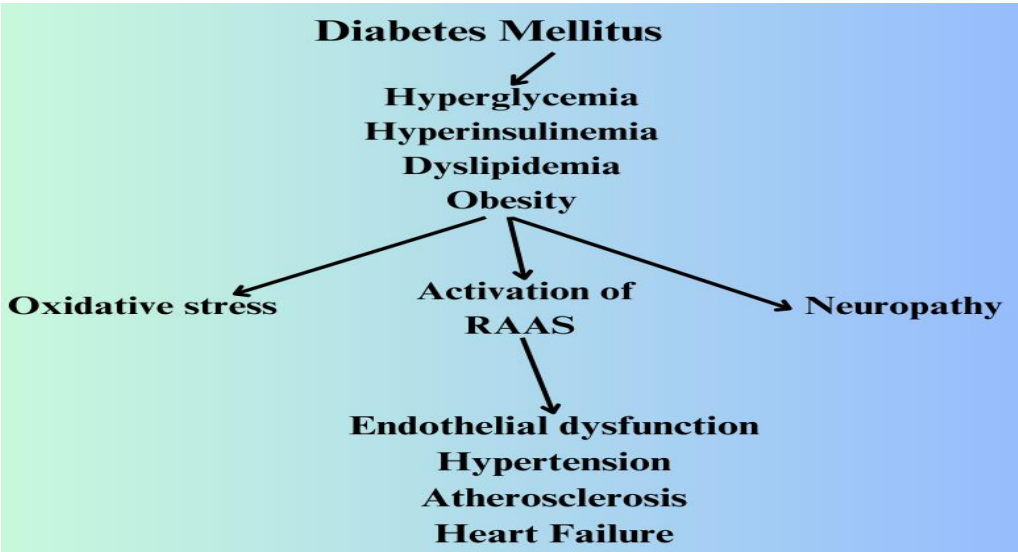 Diabetes Mellitus
Hyperglycemia
Hyperinsulinemia
Dyslipidemia
Obesity
Oxidative stress
Activation of
RAAS
Neuropathy
Endothelial dysfunction
Hypertension
Atherosclerosis
Heart Failure